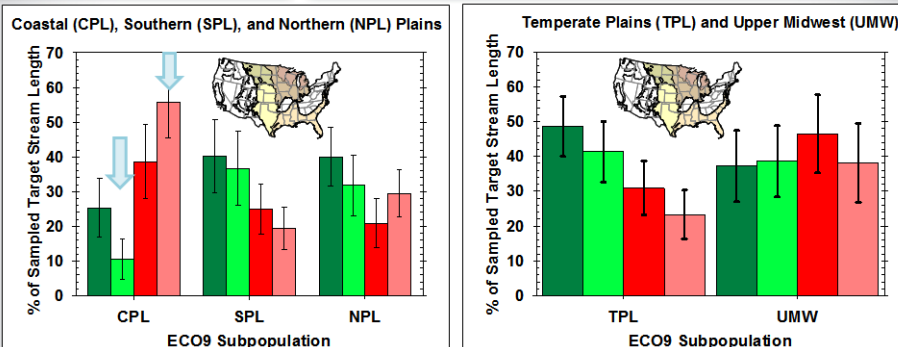 Coastal (CPL), Southern (SPL), and Northern (NPL) Plains
% of Sampled Target Stream Length
70
60
50
40
30
20
10
0
CPL SPL NPL
ECO9 Subpopulation
Temperate Plains (TPL) and Upper Midwest (UMW)
% of Sampled Target Stream Length
70
60
50
40
30
20
10
0
TPL UMW
ECO9 Subpopulation